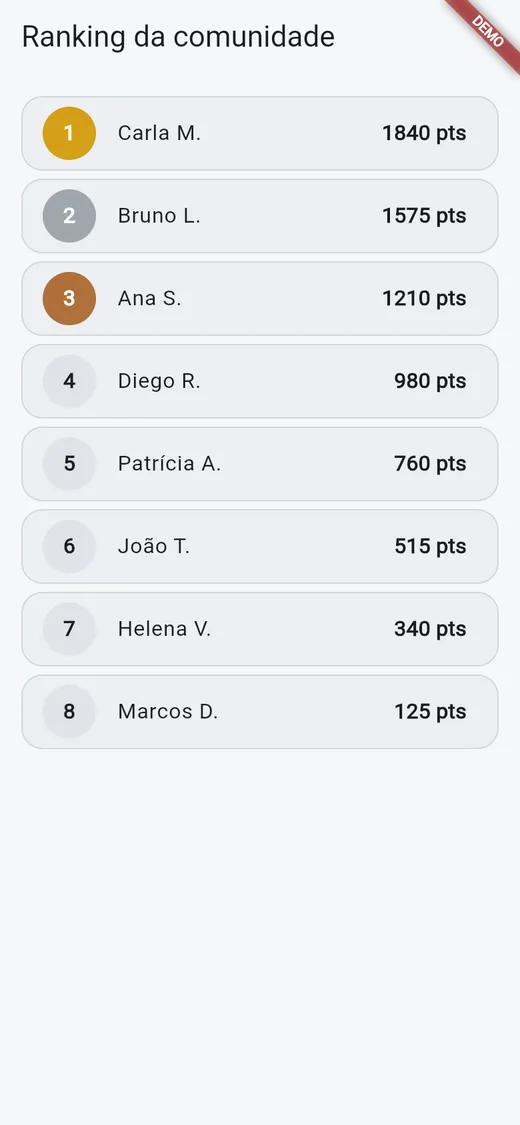 Ranking da comunidade
DEMO
1 Carla M. 1840 pts
2 Bruno L. 1575 pts
3 Ana S. 1210 pts
4 Diego R. 980 pts
5 Patrícia A. 760 pts
6 João T. 515 pts
7 Helena V. 340 pts
8 Marcos D. 125 pts